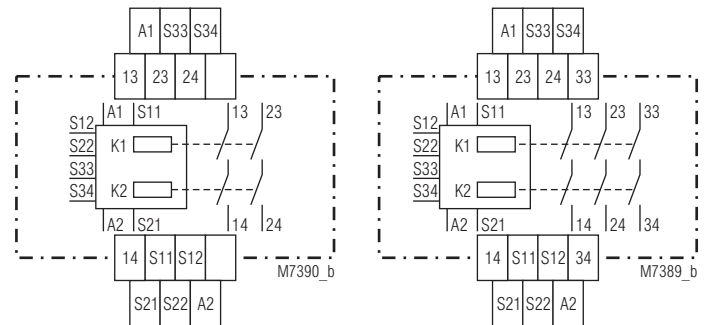 A1 S33 S34
13 23 24
A1 S11 13 23
S12
S22 K1
S33
S34 K2
A2 S21 14 24
14 S11 S12
M7390_b
S21 S22 A2
A1 S33 S34
13 23 24 33
A1 S11 13 23 33
S12
S22 K1
S33
S34 K2
A2 S21 14 24 34
14 S11 S12 34
M7389_b
S21 S22 A2